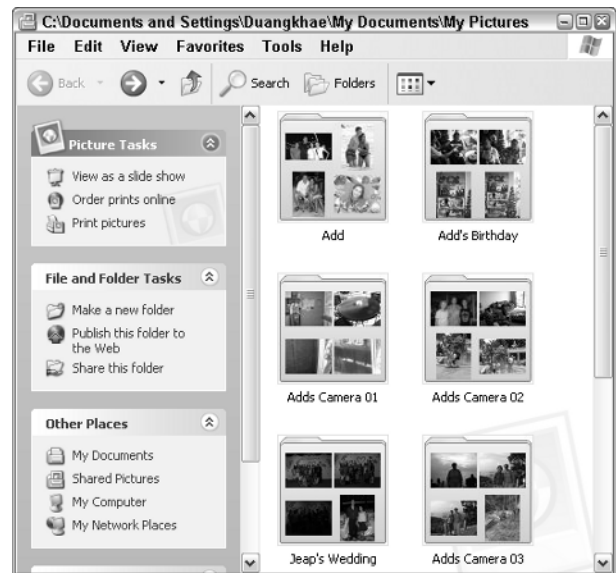 C:\Documents and Settings\Duangkhae\My Documents\My Pictures
File Edit View Favorites Tools Help
Back Search Folders
Picture Tasks
View as a slide show
Order prints online
Print pictures
File and Folder Tasks
Make a new folder
Publish this folder to
the Web
Share this folder
Other Places
My Documents
Shared Pictures
My Computer
My Network Places
Add
Add's Birthday
Adds Camera 01
Adds Camera 02
Jeap's Wedding
Adds Camera 03